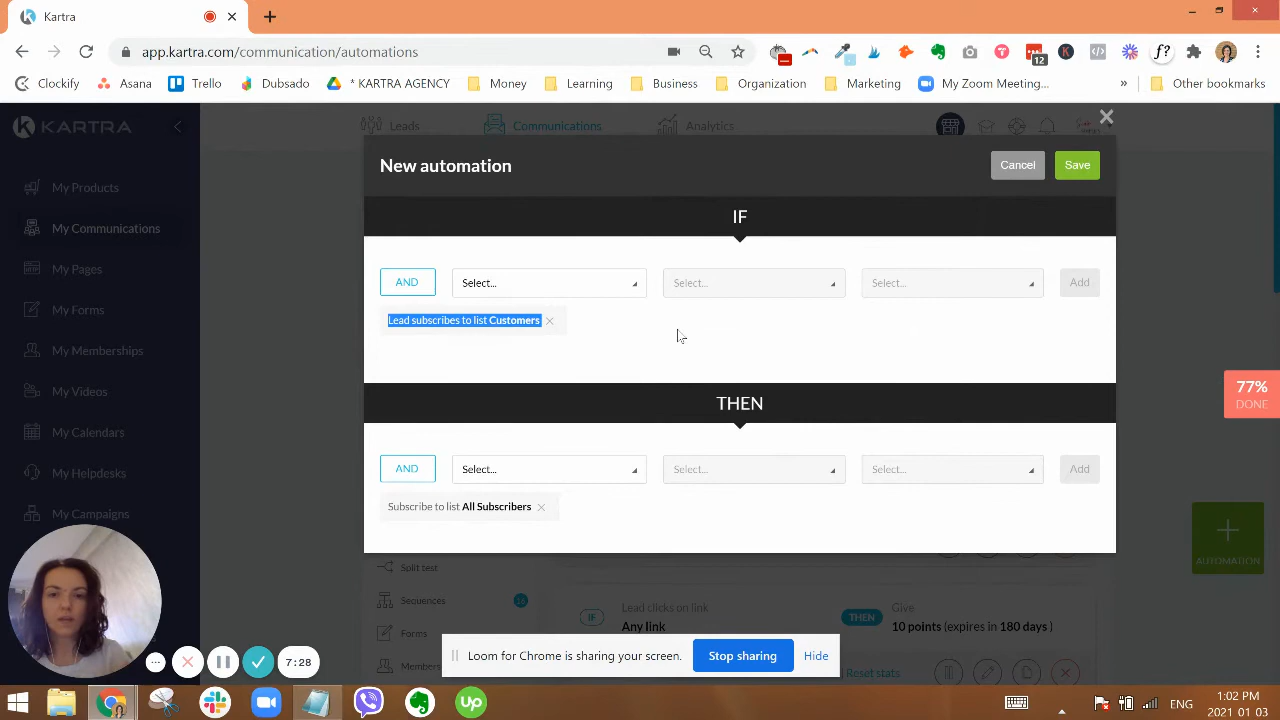 Kartra
app.kartra.com/communication/automations
12
f?
Clockify
Asana
Trello
Dubsado
* KARTRA AGENCY
Money
Learning
Business
Organization
Marketing
My Zoom Meeting...
»
Other bookmarks
KARTRA
Leads
Communications
Analytics
My Products
My Communications
My Pages
My Forms
My Memberships
My Videos
My Calendars
My Helpdesks
My Campaigns
New automation
Cancel
Save
IF
AND
Select...
Select...
Select...
Add
Lead subscribes to list Customers
THEN
AND
Select...
Select...
Select...
Add
Subscribe to list All Subscribers
77%
DONE
AUTOMATION
Split test
Sequences
Forms
IF
Lead clicks on link
Any link
THEN
Give
10 points (expires in 180 days )
Reset stats
Loom for Chrome is sharing your screen.
Stop sharing
Hide
7:28
Up
ENG
1:02 PM
2021-01-03